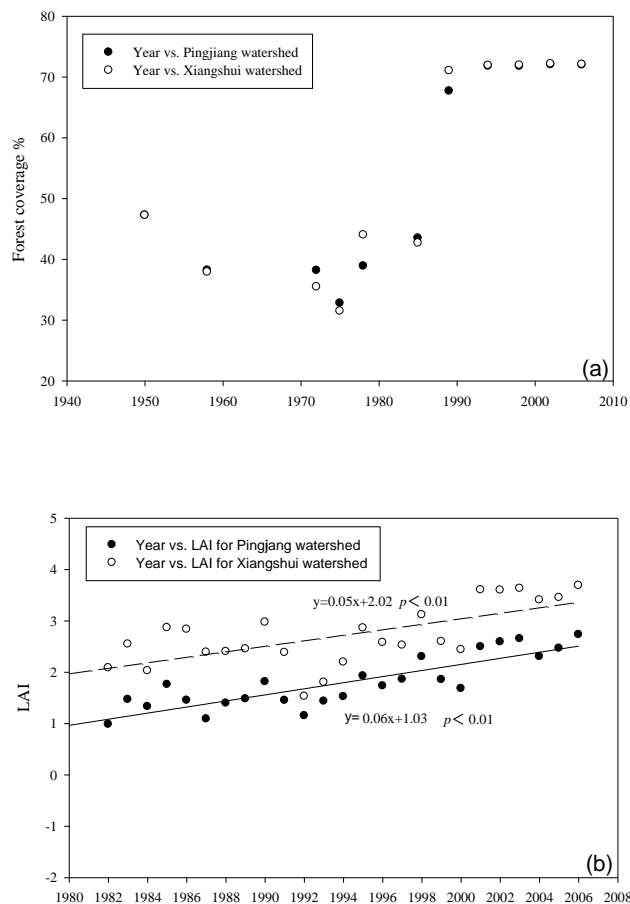 80
70
60
50
40
30
20
Forest coverage %
Year vs. Pingjiang watershed
Year vs. Xiangshui watershed
(a)
1940 1950 1960 1970 1980 1990 2000 2010
5
4
3
2
1
0
-1
-2
LAI
Year vs. LAI for Pingjang watershed
Year vs. LAI for Xiangshui watershed
y=0.05x+2.02 p< 0.01
y= 0.06x+1.03 p< 0.01
(b)
1980 1982 1984 1986 1988 1990 1992 1994 1996 1998 2000 2002 2004 2006 2008